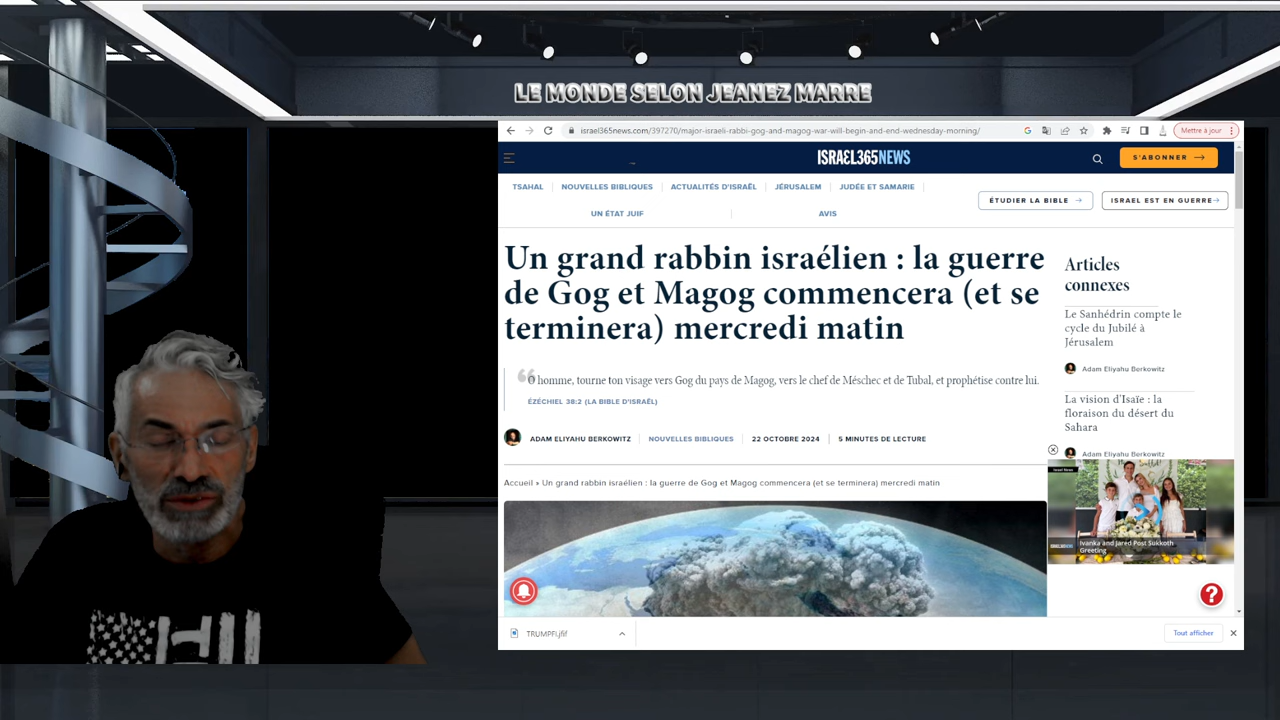 LE MONDE SELON JEANEZ MARRE
israel365news.com/397270/major-israeli-rabbi-gog-and-magog-war-will-begin-and-end-wednesday-morning/
Mettre à jour
ISRAEL365NEWS
S'ABONNER
TSAHAL
NOUVELLES BIBLIQUES
ACTUALITÉS D'ISRAËL
JÉRUSALEM
JUDÉE ET SAMARIE
UN ÉTAT JUIF
AVIS
ÉTUDIER LA BIBLE
ISRAEL EST EN GUERRE
Un grand rabbin israélien : la guerre
de Gog et Magog commencera (et se
terminera) mercredi matin
Ô homme, tourne ton visage vers Gog du pays de Magog, vers le chef de Méschec et de Tubal, et prophétise contre lui.
ÉZÉCHIEL 38:2 (LA BIBLE D'ISRAËL)
ADAM ELIYAHU BERKOWITZ
NOUVELLES BIBLIQUES
22 OCTOBRE 2024
5 MINUTES DE LECTURE
Accueil » Un grand rabbin israélien : la guerre de Gog et Magog commencera (et se terminera) mercredi matin
Articles
connexes
Le Sanhédrin compte le
cycle du Jubilé à
Jérusalem
Adam Eliyahu Berkowitz
La vision d'Isaïe : la
floraison du désert du
Sahara
Adam Eliyahu Berkowitz
Israel News
ISRAEL365NEWS
Ivanka and Jared Post Sukkoth
Greeting
?
TRUMPFI.jfif
Tout afficher